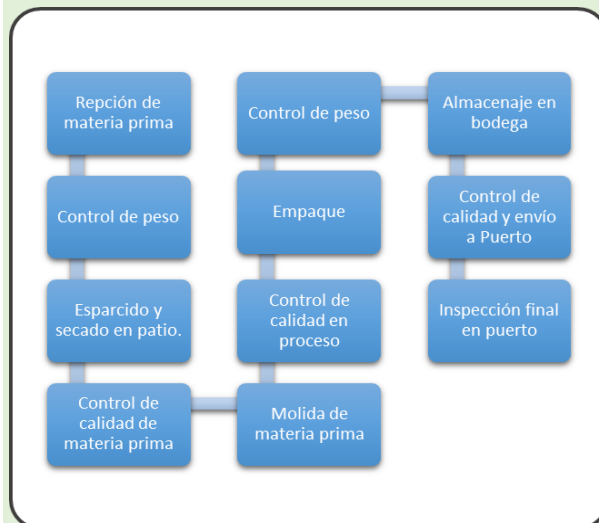 Repción de
materia prima
Control de peso
Esparcido y
secado en patio.
Control de
calidad de
materia prima
Molida de
materia prima
Control de
calidad en
proceso
Empaque
Control de peso
Almacenaje en
bodega
Control de
calidad y envío
a Puerto
Inspección final
en puerto